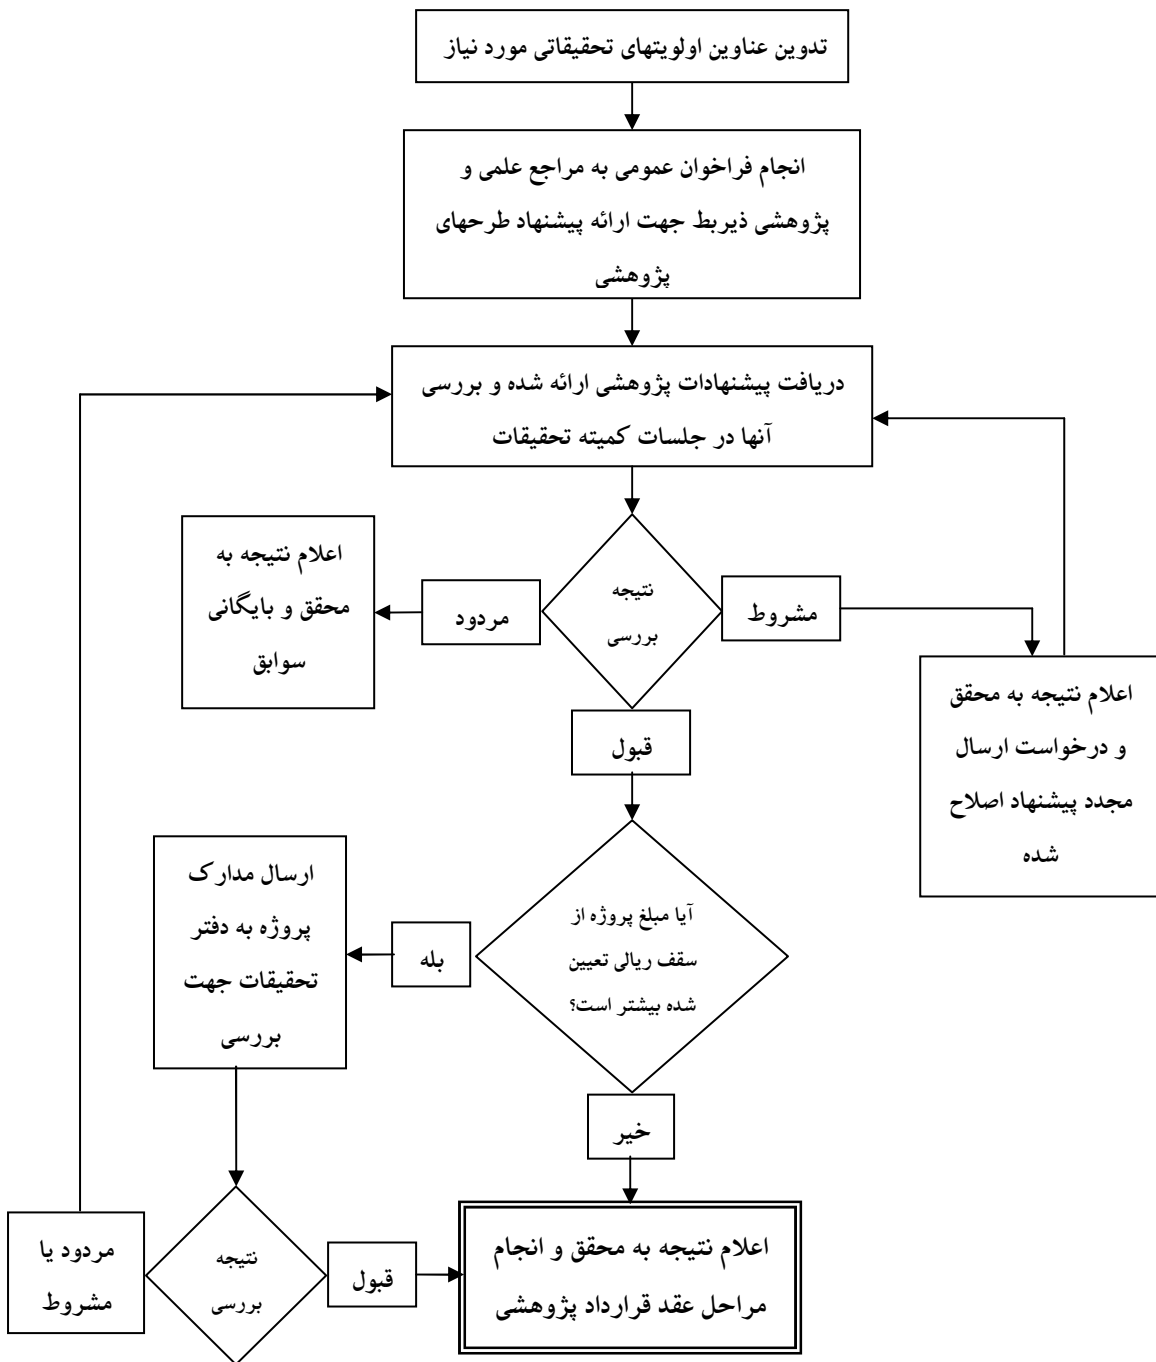 تدوین عناوین اولویتهای تحقیقاتی مورد نیاز
انجام فراخوان عمومی به مراجع علمی و
پژوهشی ذیربط جهت ارائه پیشنهاد طرحهای
پژوهشی
دریافت پیشنهادات پژوهشی ارائه شده و بررسی
آنها در جلسات کمیته تحقیقات
نتیجه
بررسی
مشروط
مردود
اعلام نتیجه به
محقق و بایگانی
سوابق
اعلام نتیجه به محقق
و درخواست ارسال
مجدد پیشنهاد اصلاح
شده
قبول
آیا مبلغ پروژه از
سقف ریالی تعیین
شده بیشتر است؟
بله
ارسال مدارک
پروژه به دفتر
تحقیقات جهت
بررسی
خیر
نتیجه
بررسی
مردود یا
مشروط
قبول
اعلام نتیجه به محقق و انجام
مراحل عقد قرارداد پژوهشی